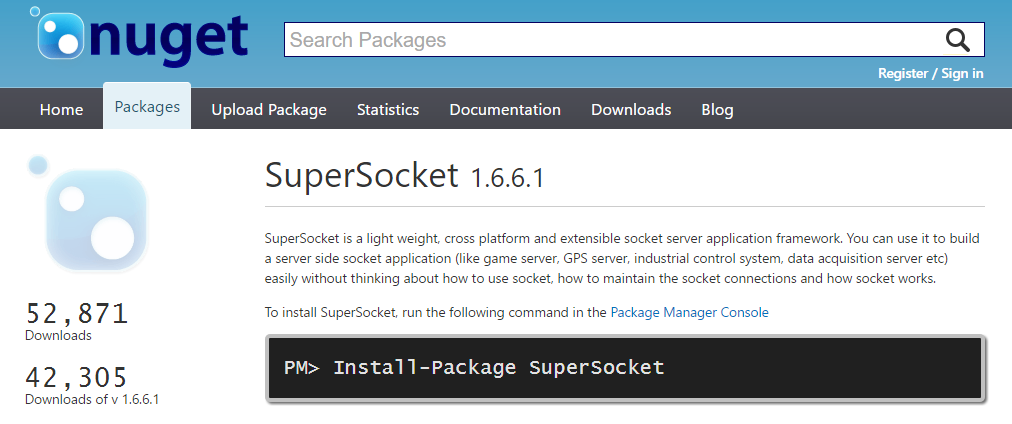 nuget
Search Packages
Register / Sign in
Home Packages Upload Package Statistics Documentation Downloads Blog
SuperSocket 1.6.6.1
SuperSocket is a light weight, cross platform and extensible socket server application framework. You can use it to build
a server side socket application (like game server, GPS server, industrial control system, data acquisition server etc)
easily without thinking about how to use socket, how to maintain the socket connections and how socket works.
52,871
Downloads
To install SuperSocket, run the following command in the Package Manager Console
PM> Install-Package SuperSocket
42,305
Downloads of v 1.6.6.1